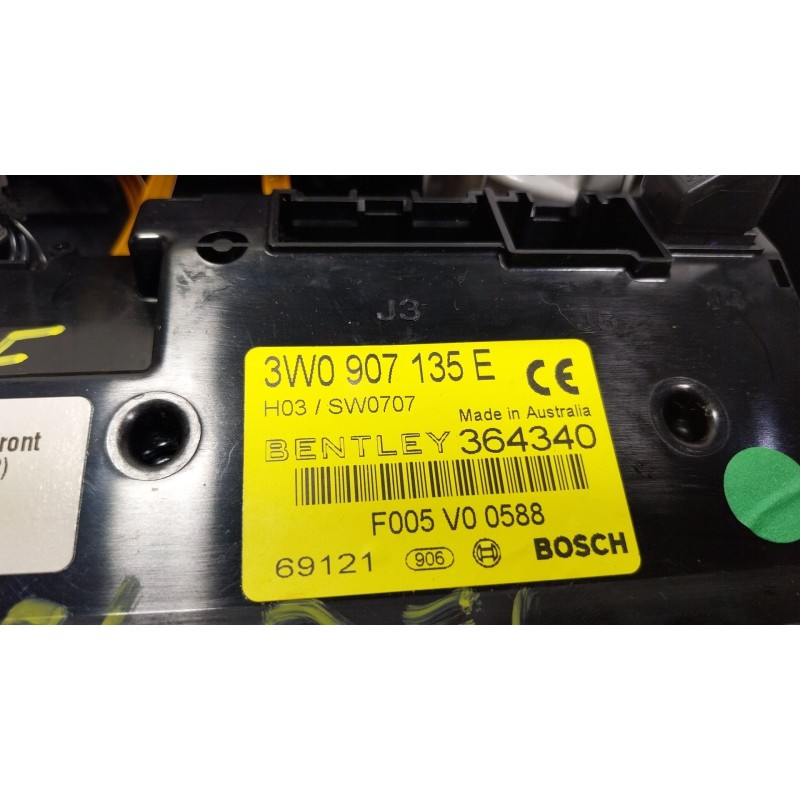 J3
3W0 907 135 E CE
H03 / SW0707 Made in Australia
BENTLEY 364340
F005 V0 0588
69121 906 BOSCH
ront